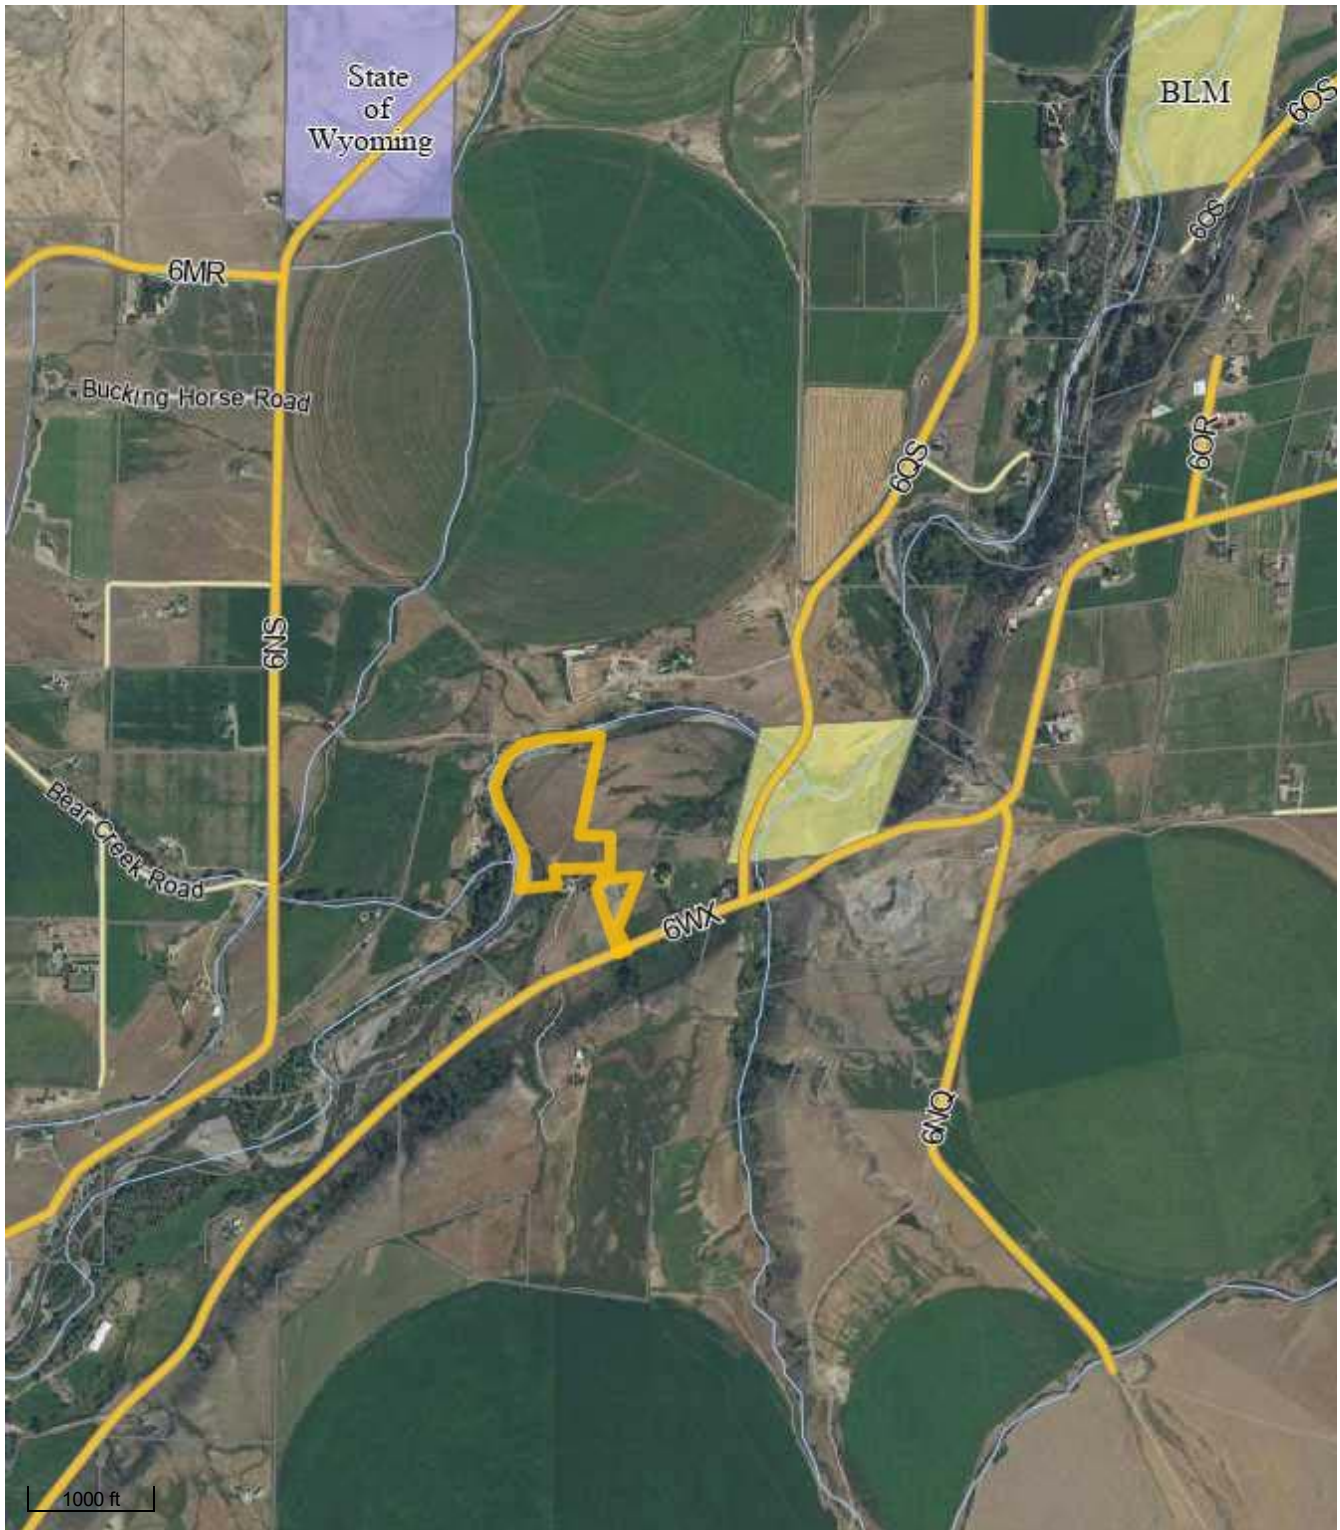 State
of
Wyoming
BLM
6OS
6OS
6MR
Bucking Horse Road
6OR
6QS
6NS
Bear Creek Road
6WX
6NQ
1000 ft